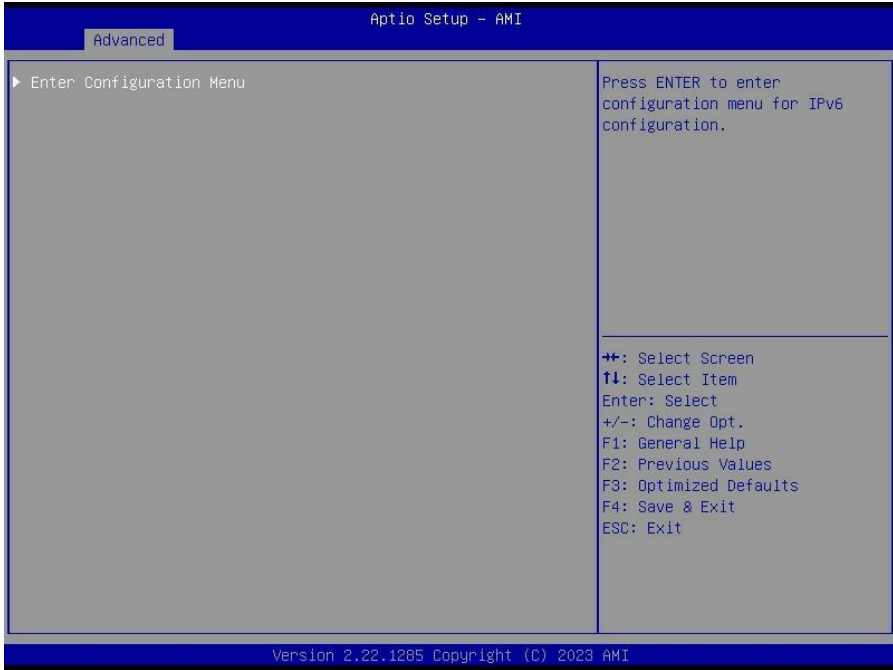 Aptio Setup - AMI
Advanced
▶ Enter Configuration Menu
Press ENTER to enter
configuration menu for IPv6
configuration.
→←: Select Screen
↑↓: Select Item
Enter: Select
+/-: Change Opt.
F1: General Help
F2: Previous Values
F3: Optimized Defaults
F4: Save & Exit
ESC: Exit
Version 2.22.1285 Copyright (C) 2023 AMI